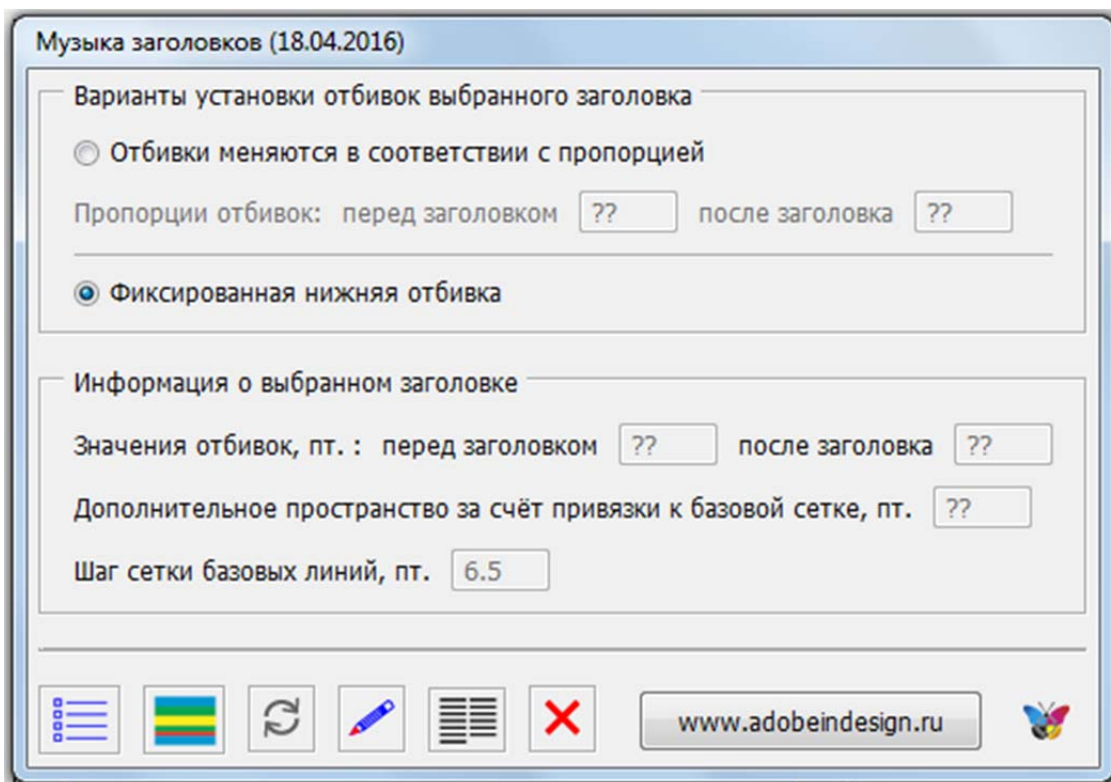 Музыка заголовков (18.04.2016)
Варианты установки отбивок выбранного заголовка
Отбивки меняются в соответствии с пропорцией
Пропорции отбивок: перед заголовком ?? после заголовка ??
Фиксированная нижняя отбивка
Информация о выбранном заголовке
Значения отбивок, пт. : перед заголовком ?? после заголовка ??
Дополнительное пространство за счёт привязки к базовой сетке, пт. ??
Шаг сетки базовых линий, пт. 6.5
www.adobeindesign.ru